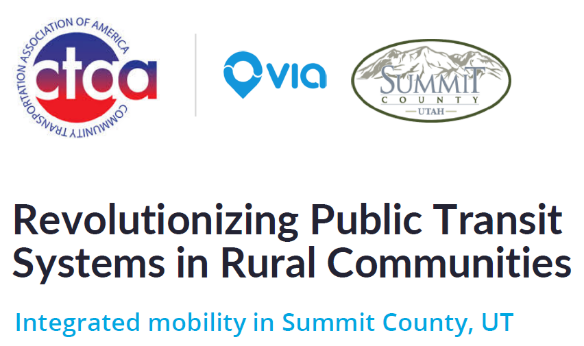 COMMUNITY TRANSPORTATION ASSOCIATION OF AMERICA
ctaa
via
SUMMIT
COUNTY
UTAH
Revolutionizing Public Transit
Systems in Rural Communities
Integrated mobility in Summit County, UT